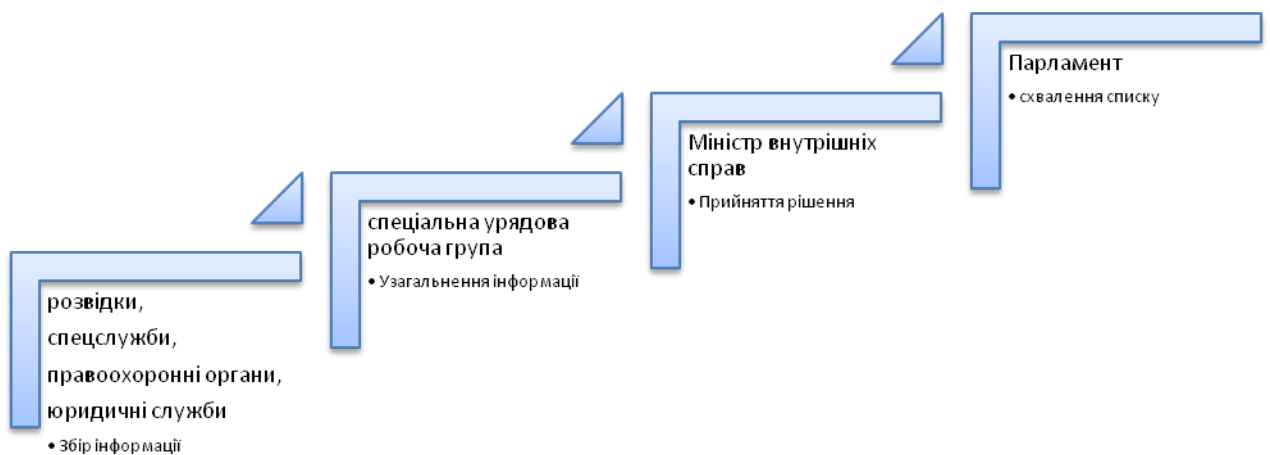 розвідки,
спецслужби,
правоохоронні органи,
юридичні служби
• Збір інформації
спеціальна урядова
робоча група
• Узагальнення інформації
Міністр внутрішніх
справ
• Прийняття рішення
Парламент
• схвалення списку